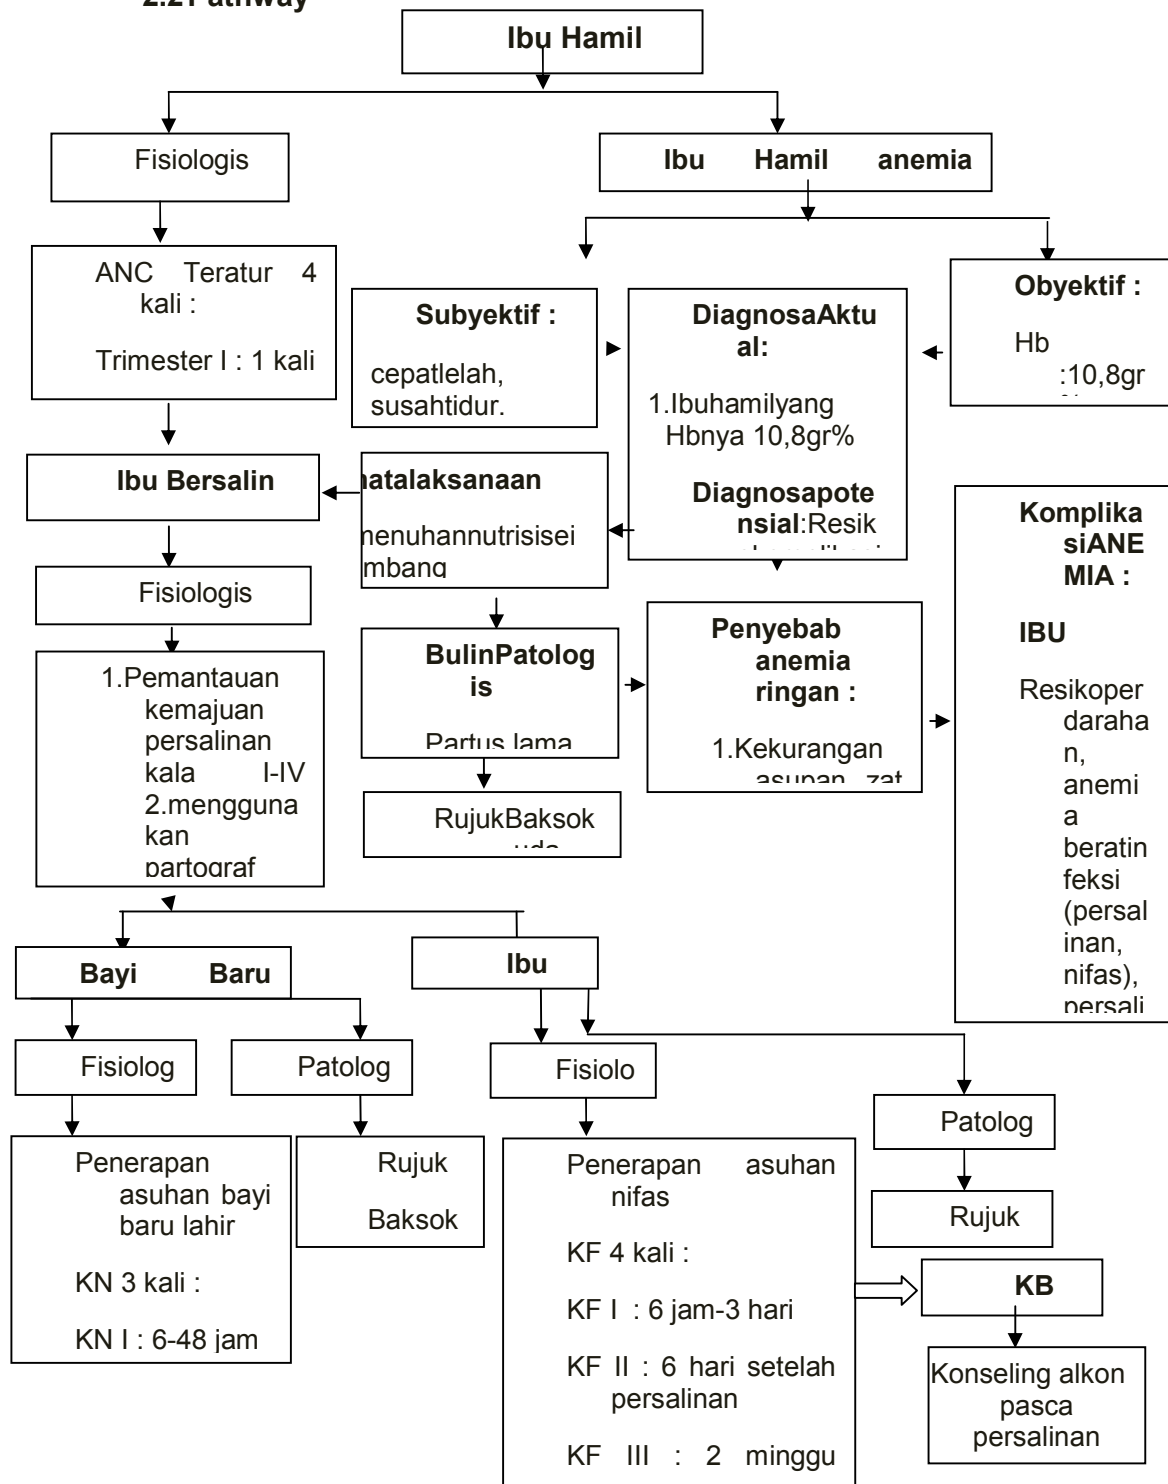 2.21 Pathway
Ibu Hamil
Fisiologis
Ibu Hamil anemia
ANC Teratur 4
kali :
Trimester I : 1 kali
Subyektif :
cepatlelah,
susahtidur.
DiagnosaAktu
al:
1.Ibuhamilyang
Hbnya 10,8gr%
Diagnosapote
nsial:Resik
Obyektif :
Hb
:10,8gr
Ibu Bersalin
natalaksanaan
menuhannutrisisei
mbang
Fisiologis
1.Pemantauan
kemajuan
persalinan
kala I-IV
2.mengguna
kan
partograf
BulinPatolog
is
Partus lama
RujukBaksok
Penyebab
anemia
ringan :
1.Kekurangan
asupan zat
Komplika
siANE
MIA :
IBU
Resikoper
daraha
n,
anemi
a
beratin
feksi
(persal
inan,
nifas),
persali
Bayi Baru
Ibu
Fisiolog
Patolog
Fisiolo
Patolog
Penerapan
asuhan bayi
baru lahir
KN 3 kali :
KN I : 6-48 jam
Rujuk
Baksok
Penerapan asuhan
nifas
KF 4 kali :
KF I : 6 jam-3 hari
KF II : 6 hari setelah
persalinan
KF III : 2 minggu
Rujuk
KB
Konseling alkon
pasca
persalinan